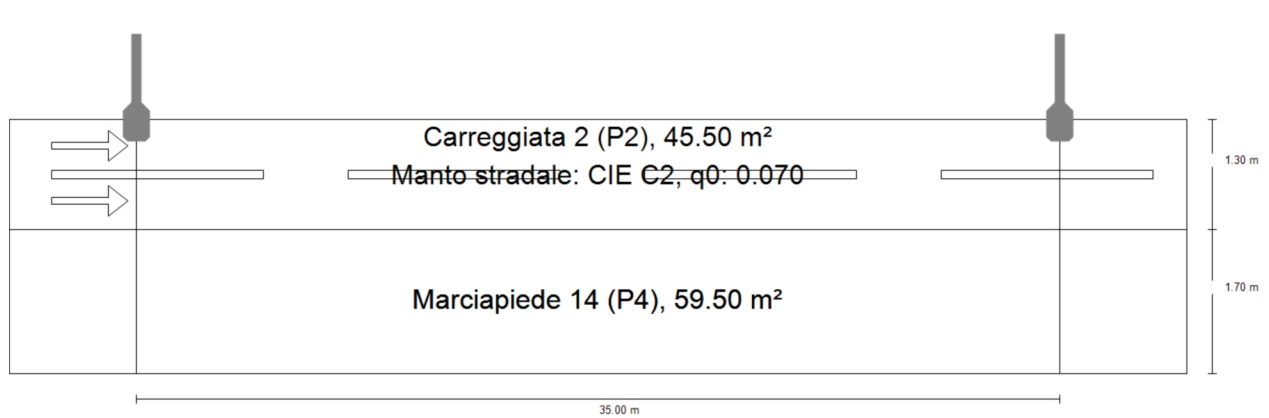 Carreggiata 2 (P2), 45.50 m²
1.30 m
Manto stradale: CIE C2, q0: 0.070
1.70 m
Marciapiede 14 (P4), 59.50 m²
35.00 m